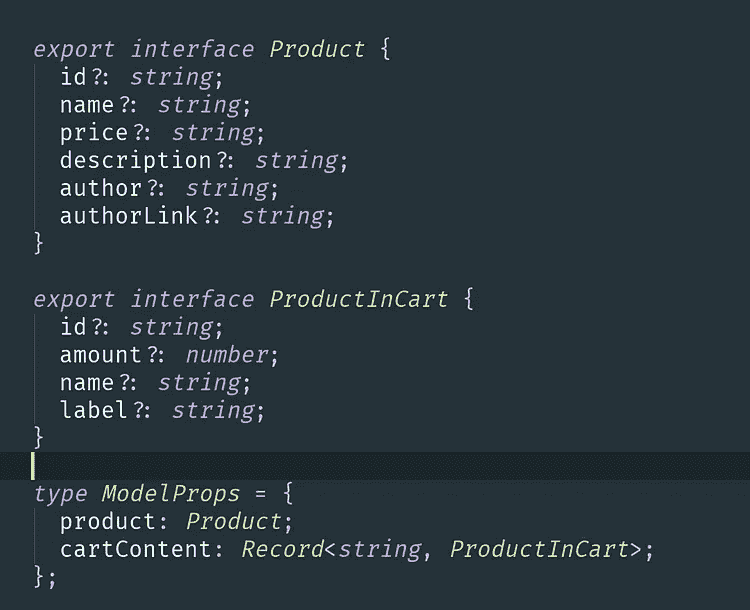 export interface Product {
  id?: string;
  name?: string;
  price?: string;
  description?: string;
  author?: string;
  authorLink?: string;
}
export interface ProductInCart {
  id?: string;
  amount?: number;
  name?: string;
  label?: string;
}
type ModelProps = {
  product: Product;
  cartContent: Record<string, ProductInCart>;
};